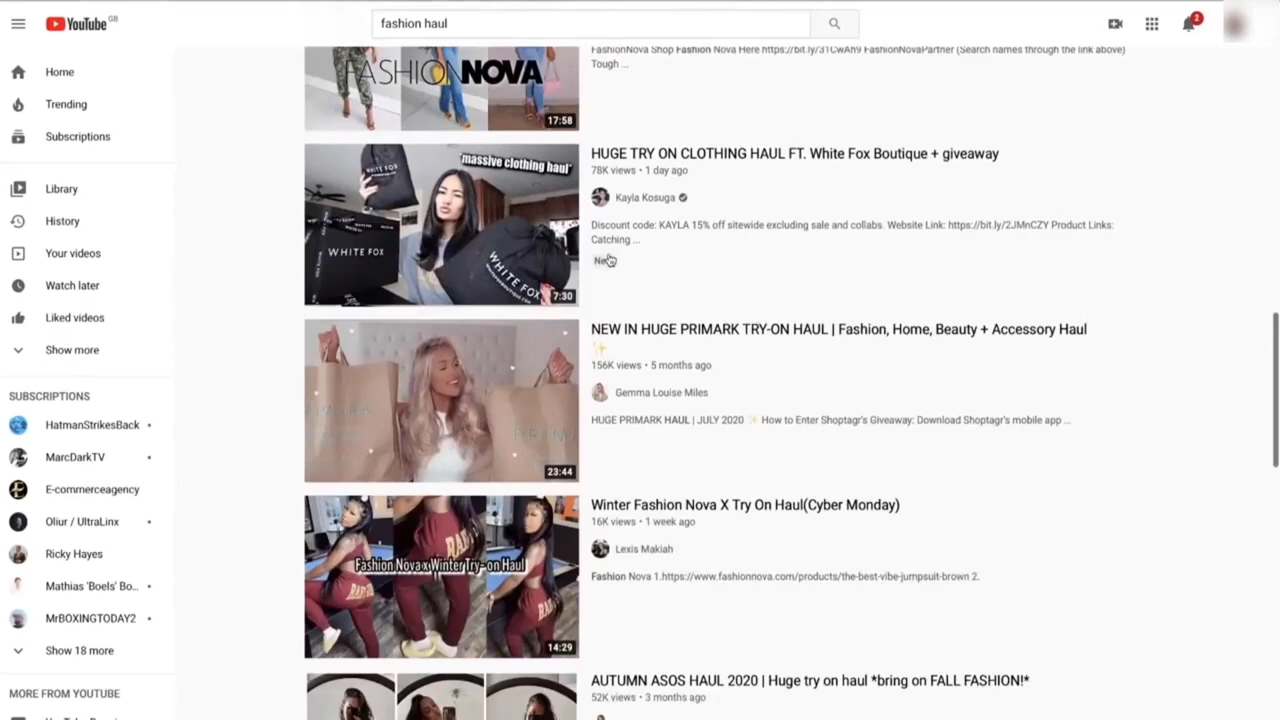 YouTube GB
fashion haul
2
Home
Trending
Subscriptions
Library
History
Your videos
Watch later
Liked videos
Show more
SUBSCRIPTIONS
HatmanStrikesBack
MarcDarkTV
E-commerceagency
Oliur / UltraLinx
Ricky Hayes
Mathias 'Boels' Bo...
MrBOXINGTODAY2
Show 18 more
MORE FROM YOUTUBE
FASHIONNOVA
17:58
FashionNova Shop Fashion Nova Here https://bit.ly/31CwAh9 FashionNovaPartner (Search names through the link above)
Tough ...
massive clothing haul*
WHITE FOX
WHITE FOX
WHITE FOX
7:30
HUGE TRY ON CLOTHING HAUL FT. White Fox Boutique + giveaway
78K views • 1 day ago
Kayla Kosuga
Discount code: KAYLA 15% off sitewide excluding sale and collabs. Website Link: https://bit.ly/2JMnCZY Product Links:
Catching ...
23:44
NEW IN HUGE PRIMARK TRY-ON HAUL | Fashion, Home, Beauty + Accessory Haul
✨
156K views • 5 months ago
Gemma Louise Miles
HUGE PRIMARK HAUL | JULY 2020 ✨ How to Enter Shoptagr's Giveaway: Download Shoptagr's mobile app ...
Fashion Nova x Winter Try-on Haul
14:29
Winter Fashion Nova X Try On Haul(Cyber Monday)
16K views • 1 week ago
Lexis Makiah
Fashion Nova 1.https://www.fashionnova.com/products/the-best-vibe-jumpsuit-brown 2.
AUTUMN ASOS HAUL 2020 | Huge try on haul *bring on FALL FASHION!*
52K views • 3 months ago